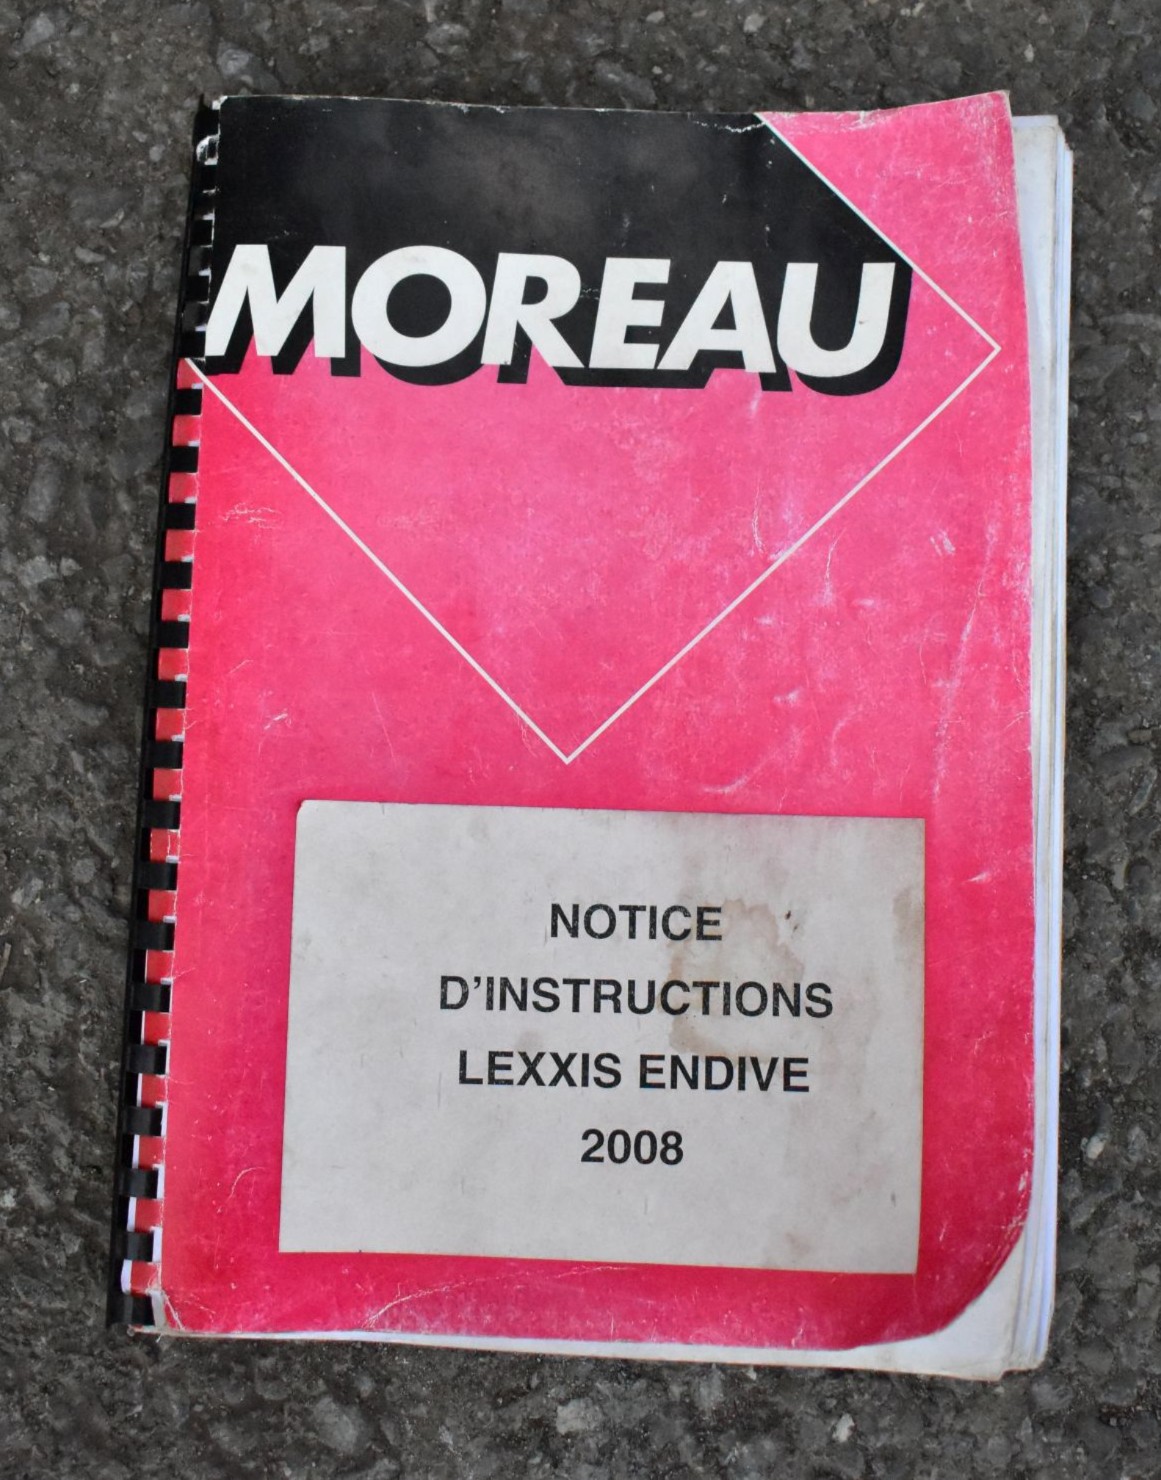 MOREAU
NOTICE
D'INSTRUCTIONS
LEXXIS ENDIVE
2008